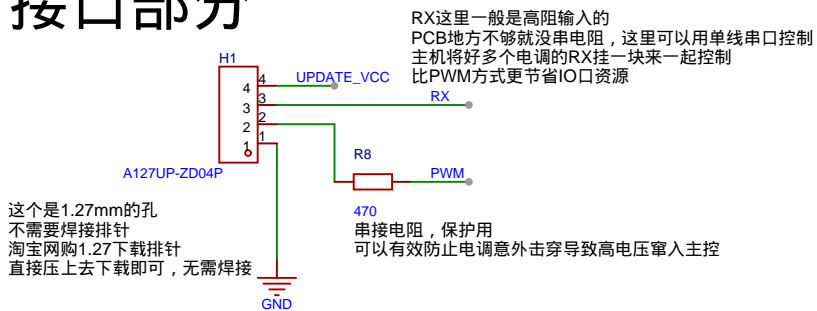 接口部分
RX这里一般是高阻输入的
PCB地方不够就没串电阻，这里可以用单线串口控制
主机将好多个电调的RX挂一块来一起控制
比PWM方式更节省IO口资源
H1
4 4 UPDATE_VCC
3 3 RX
2 2
1 1
A127UP-ZD04P
R8
PWM
470
串接电阻，保护用
可以有效防止电调意外击穿导致高电压窜入主控
这个是1.27mm的孔
不需要焊接排针
淘宝网购1.27下载排针
直接压上去下载即可，无需焊接
GND